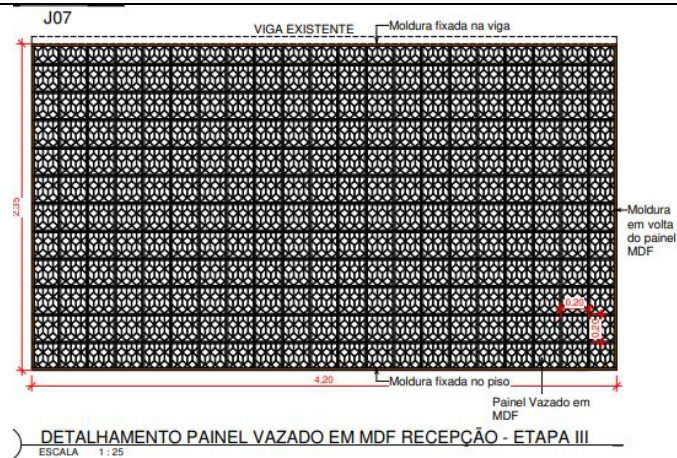 J07
VIGA EXISTENTE
Moldura fixada na viga
2,35
Moldura
em volta
do painel
MDF
0,20
0,20
4,20
Moldura fixada no piso
Painel Vazado em
MDF
DETALHAMENTO PAINEL VAZADO EM MDF RECEPÇÃO - ETAPA III
ESCALA 1 : 25